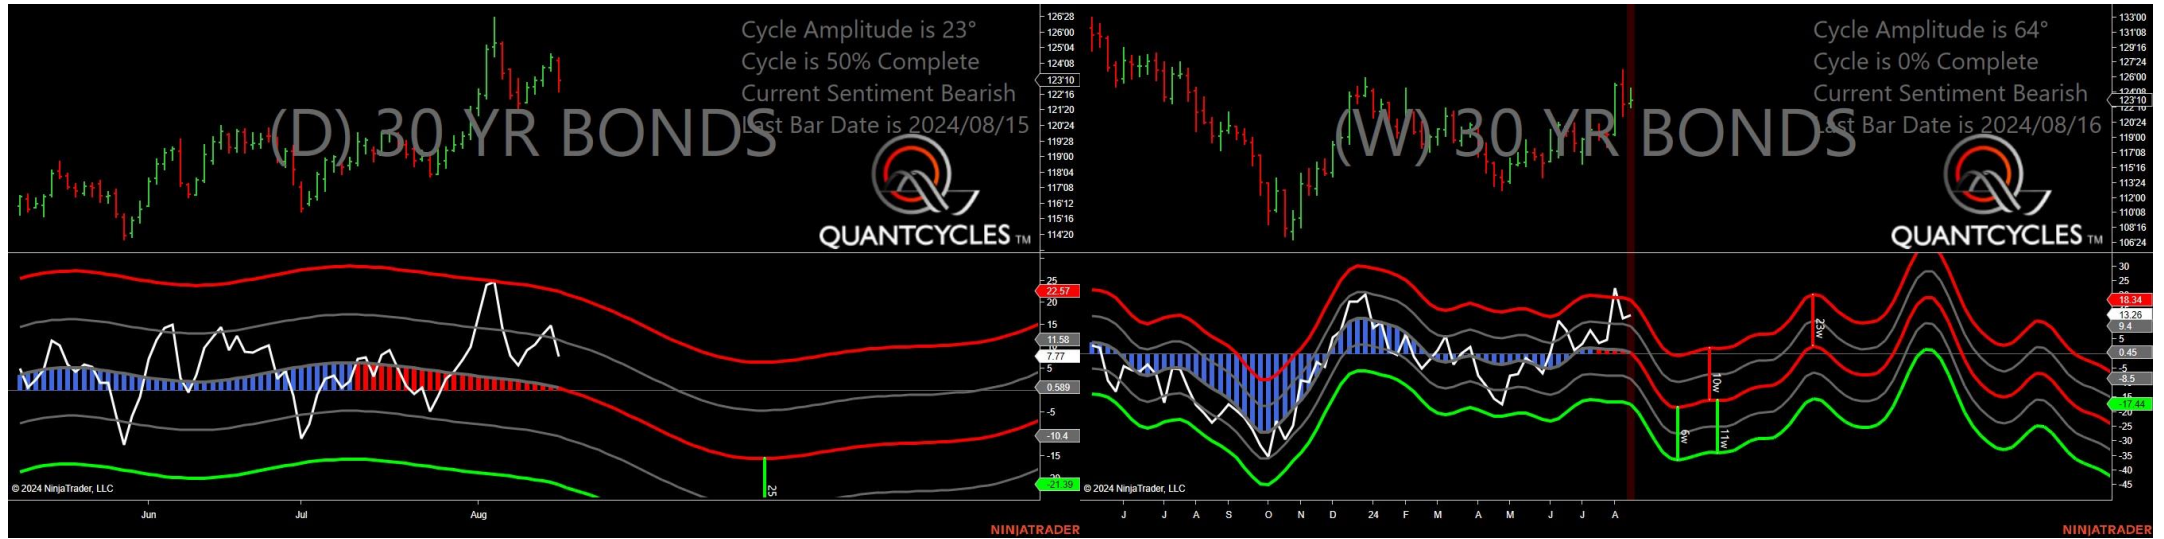 Cycle Amplitude is 23°
Cycle is 50% Complete
Current Sentiment Bearish
Last Bar Date is 2024/08/15
(D) 30 YR BONDS
QUANTCYCLES TM
126'28
126'00
125'04
124'08
123'10
122'16
121'20
120'24
119'28
119'00
118'04
117'08
116'12
115'16
114'20
25
22.57
20
15
11.58
7.77
5
0.589
-5
-10.4
-15
-21.39
25
© 2024 NinjaTrader, LLC
Jun
Jul
Aug
NINJATRADER
Cycle Amplitude is 64°
Cycle is 0% Complete
Current Sentiment Bearish
Last Bar Date is 2024/08/16
(W) 30 YR BONDS
QUANTCYCLES TM
133'00
131'08
129'16
127'24
126'00
124'08
123'10
120'24
119'00
117'08
115'16
113'24
112'00
110'08
108'16
106'24
30
25
18.34
13.26
9.4
5
0.45
-5
-8.5
-17.44
-25
-30
-35
-40
-45
23w
10w
6w
11w
© 2024 NinjaTrader, LLC
J
J
A
S
O
N
D
24
F
M
A
M
J
J
A
NINJATRADER